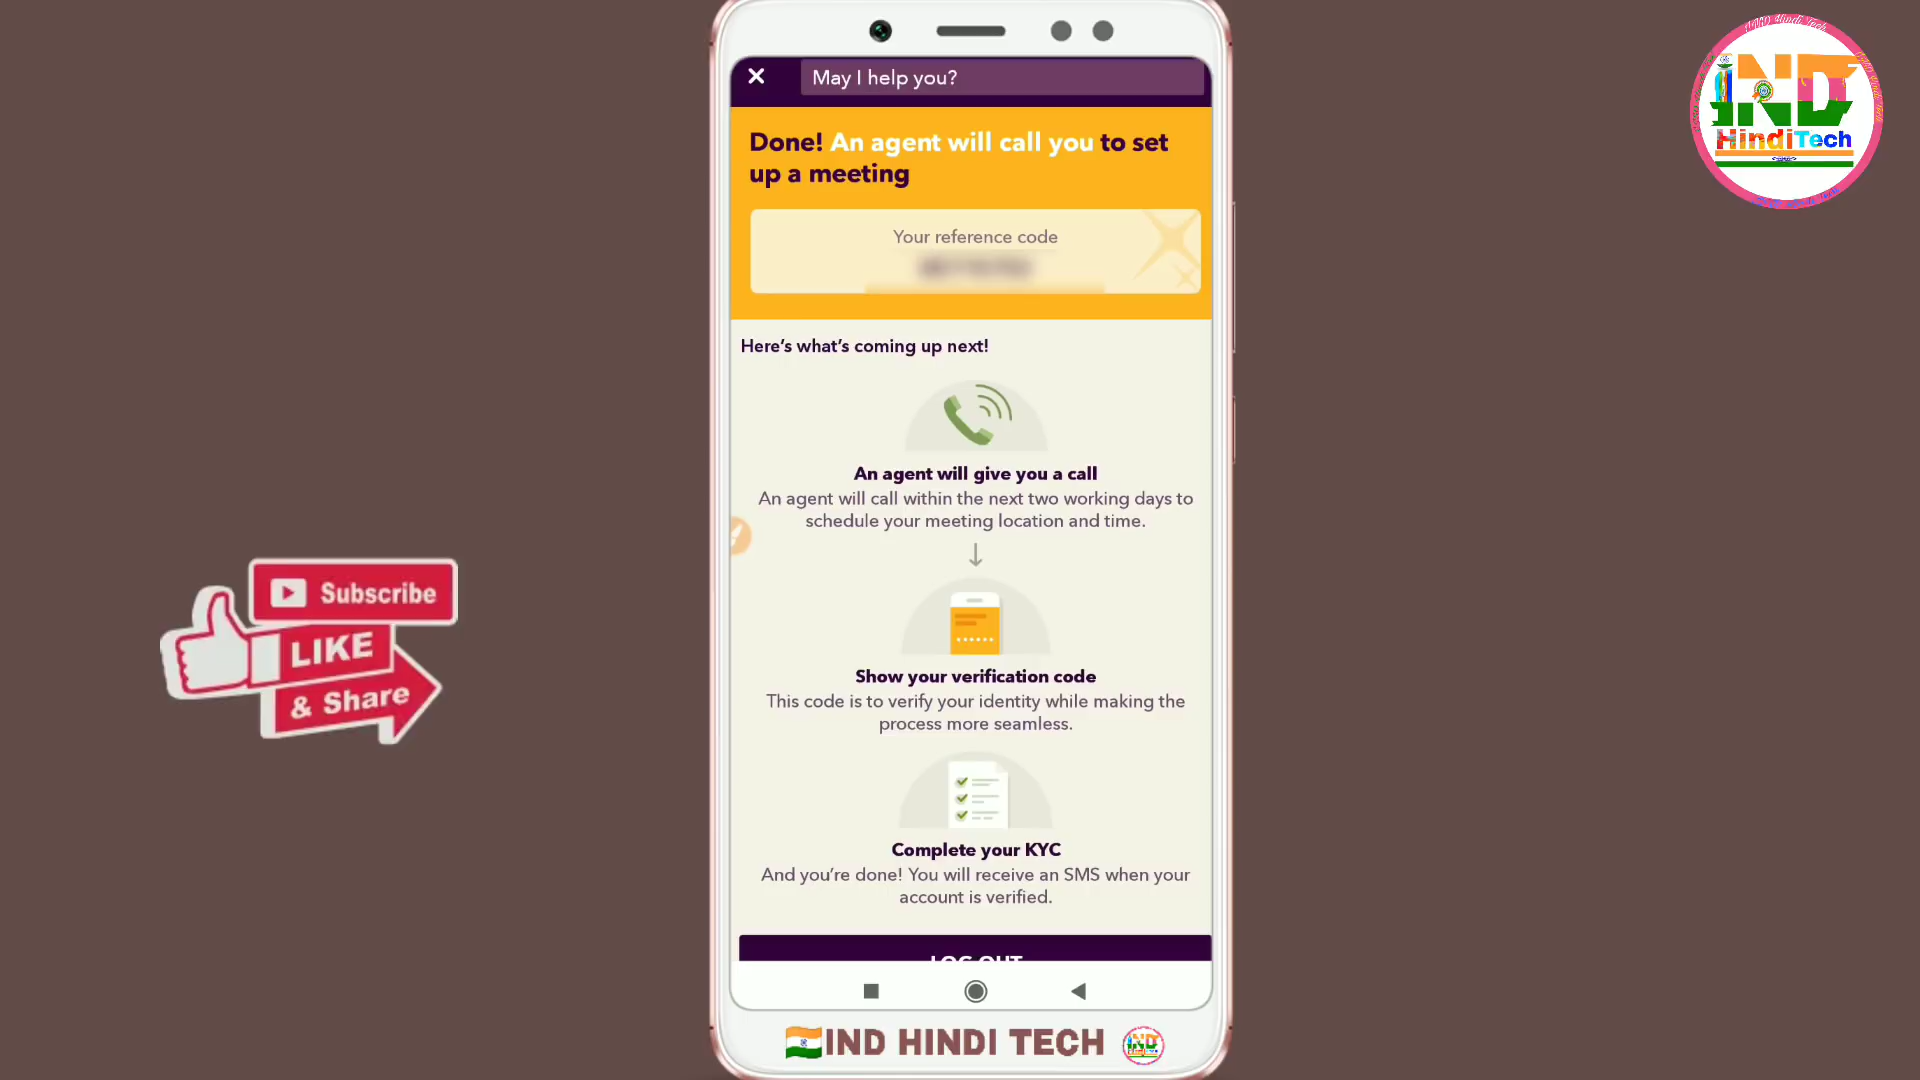 May I help you?
Done! An agent will call you to set
up a meeting
Your reference code
Here's what's coming up next!
An agent will give you a call
An agent will call within the next two working days to
schedule your meeting location and time.
Show your verification code
This code is to verify your identity while making the
process more seamless.
Complete your KYC
And you're done! You will receive an SMS when your
account is verified.
LOG OUT
IND HINDI TECH
IND
Subscribe
LIKE
& Share
IND Hindi Tech
iND
HindiTech